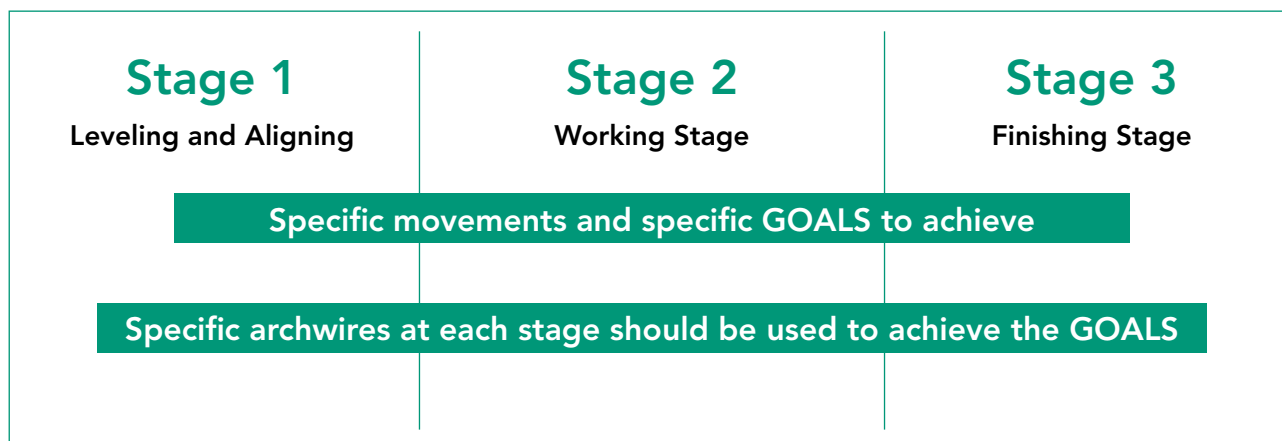 Stage 1
Leveling and Aligning
Stage 2
Working Stage
Stage 3
Finishing Stage
Specific movements and specific GOALS to achieve
Specific archwires at each stage should be used to achieve the GOALS